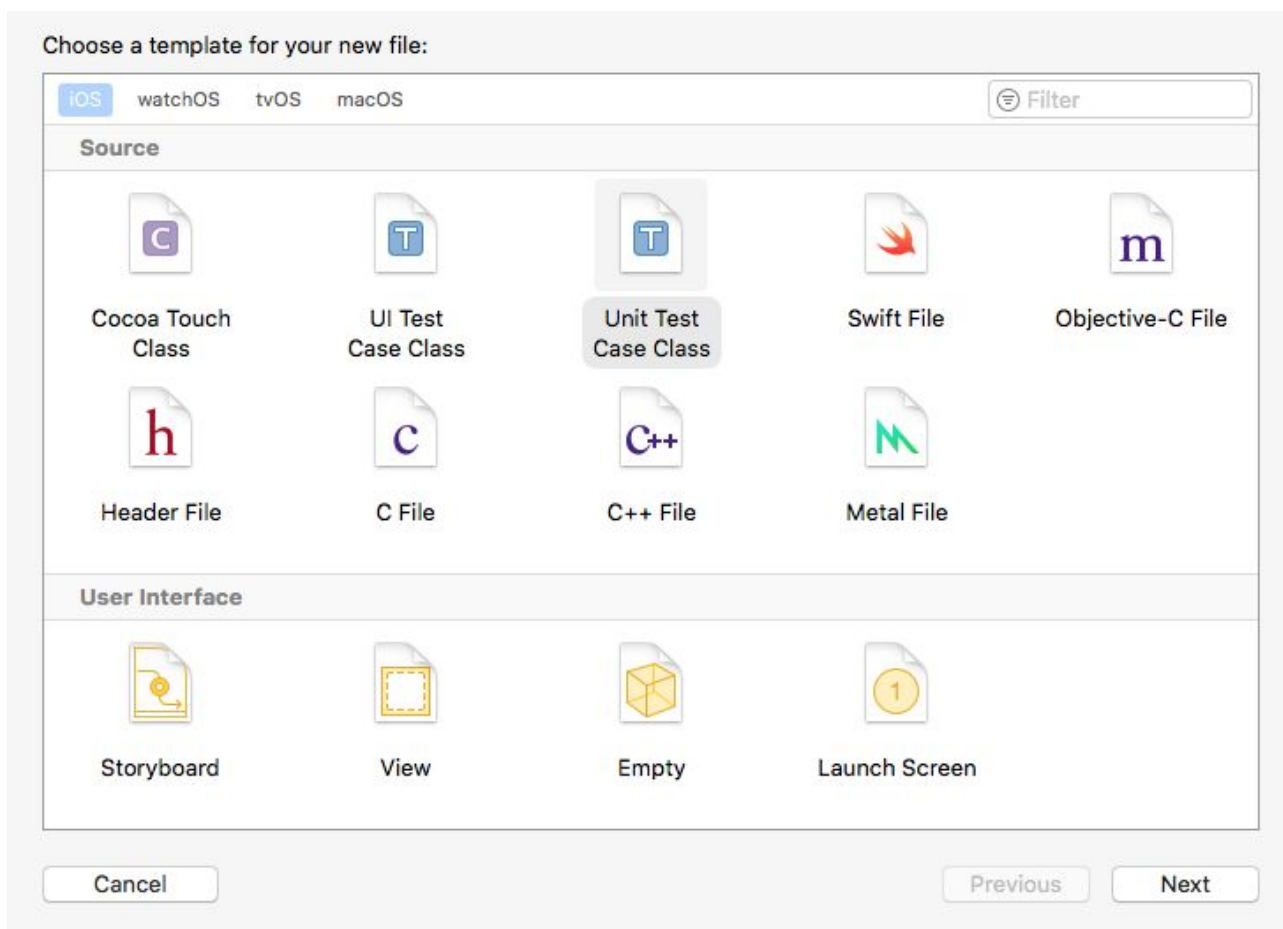 Choose a template for your new file:
iOS watchOS tvOS macOS Filter
Source
C T T m
Cocoa Touch Class
UI Test Case Class
Unit Test Case Class
Swift File
Objective-C File
h c C++
Header File
C File
C++ File
Metal File
User Interface
1
Storyboard
View
Empty
Launch Screen
Cancel
Previous
Next